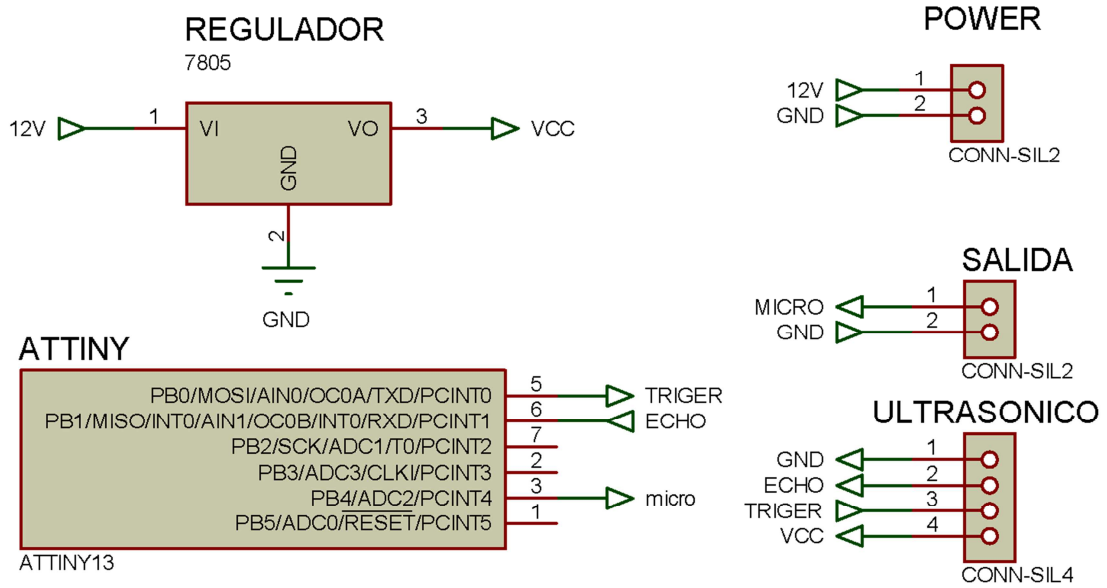 REGULADOR
7805
12V
1
VI
VO
3
VCC
GND
2
GND
POWER
12V
1
GND
2
CONN-SIL2
SALIDA
MICRO
1
GND
2
CONN-SIL2
ATTINY
PB0/MOSI/AIN0/OC0A/TXD/PCINT0
5
TRIGER
PB1/MISO/INT0/AIN1/OC0B/INT0/RXD/PCINT1
6
ECHO
PB2/SCK/ADC1/T0/PCINT2
7
PB3/ADC3/CLKI/PCINT3
2
PB4/ADC2/PCINT4
3
micro
PB5/ADC0/RESET/PCINT5
1
ATTINY13
ULTRASONICO
GND
1
ECHO
2
TRIGER
3
VCC
4
CONN-SIL4